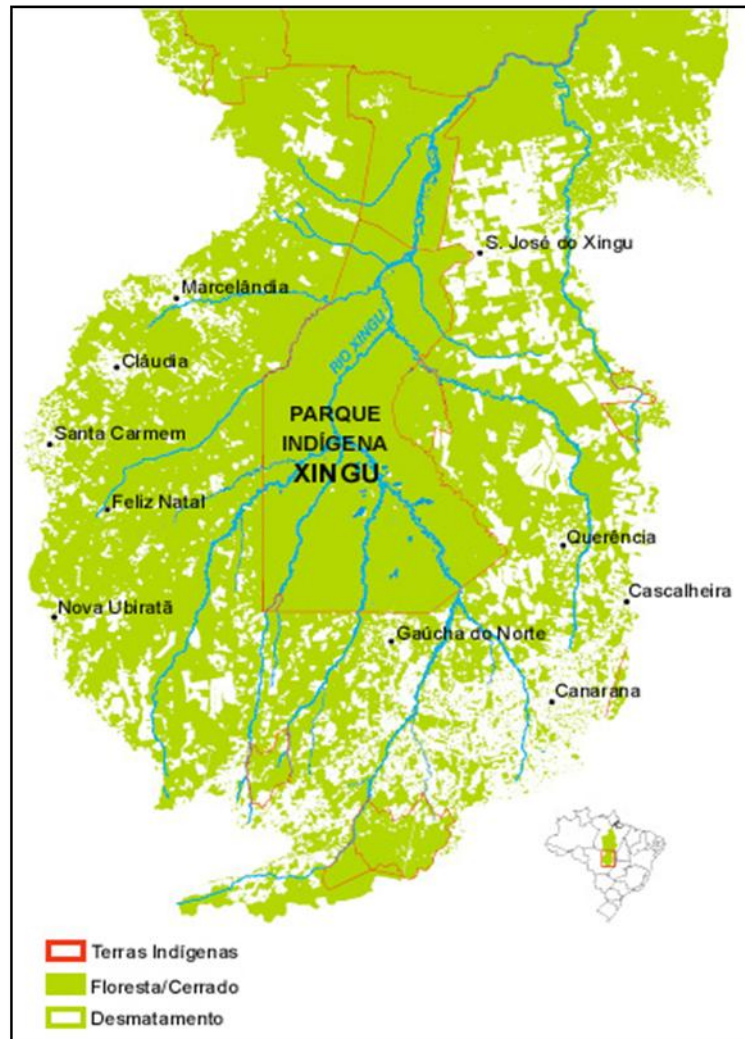 S. José do Xingu
Marcelândia
RIO XINGU
Cláudia
PARQUE
INDÍGENA
XINGU
Santa Carmem
Feliz Natal
Querência
Cascalheira
Nova Ubiratã
Gaúcha do Norte
Canarana
Terras Indígenas
Floresta/Cerrado
Desmatamento